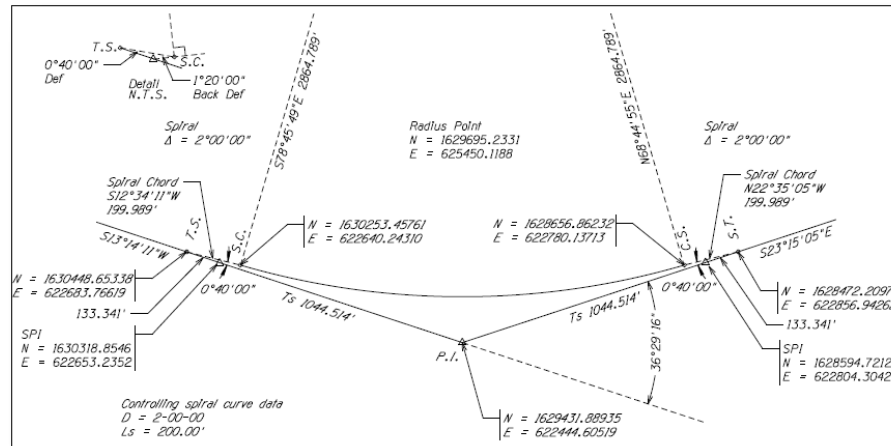 T.S.
S.C.
0°40'00"
Def
Detail
N.T.S.
1°20'00"
Back Def
S78°45'49"E 2864.789'
N68°44'55"E 2864.789'
Spiral
Δ = 2°00'00"
Radius Point
N = 1629695.2331
E = 625450.1188
Spiral
Δ = 2°00'00"
Spiral Chord
S12°34'11"W
199.989'
Spiral Chord
N22°35'05"W
199.989'
T.S.
S.C.
C.S.
S.T.
S13°14'11"W
S23°15'05"E
N = 1630253.45761
E = 622640.24310
N = 1628656.86232
E = 622780.13713
N = 1630448.65338
E = 622683.76619
N = 1628472.2097
E = 622856.9426
0°40'00"
0°40'00"
133.341'
133.341'
Ts 1044.514'
Ts 1044.514'
36°29'16"
SPI
N = 1630318.8546
E = 622653.2352
SPI
N = 1628594.7212
E = 622804.3042
P.I.
N = 1629431.88935
E = 622444.60519
Controlling spiral curve data
D = 2-00-00
Ls = 200.00'